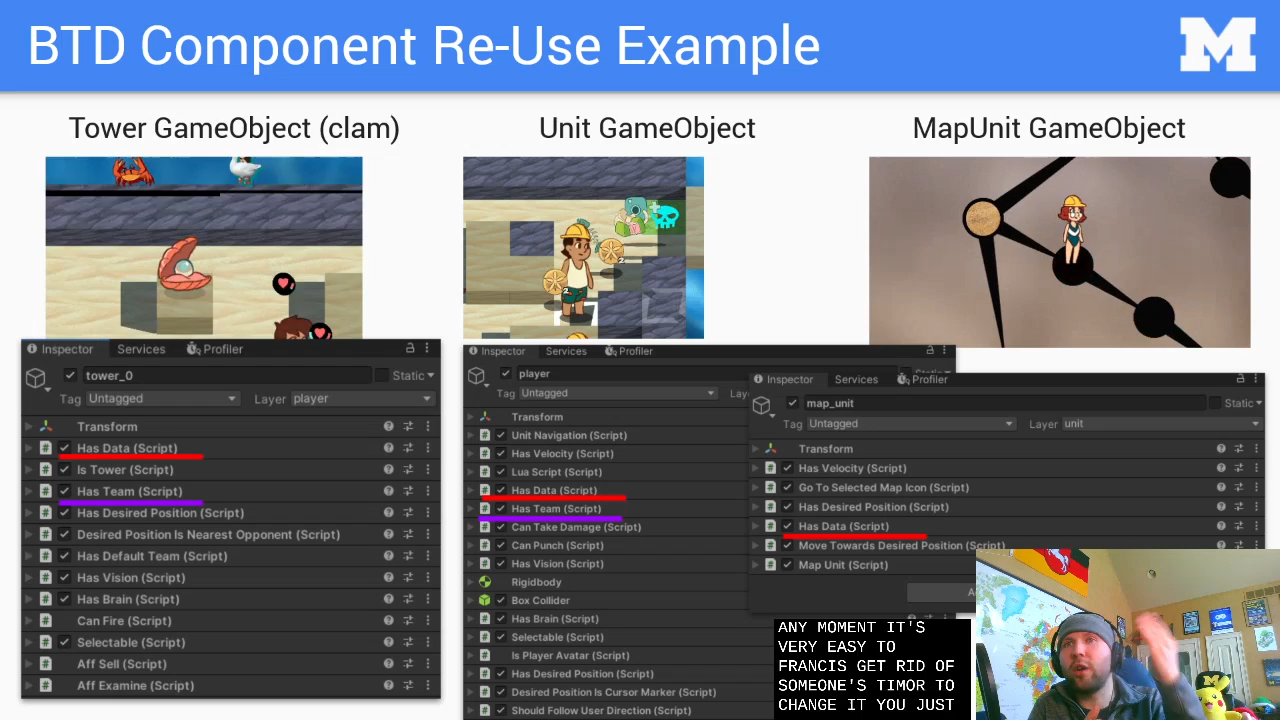 BTD Component Re-Use Example
M
Tower GameObject (clam)
Unit GameObject
MapUnit GameObject
2
2
Inspector
Services
Profiler
tower_0
Static
Tag
Untagged
Layer
player
Transform
Has Data (Script)
Is Tower (Script)
Has Team (Script)
Has Desired Position (Script)
Desired Position Is Nearest Opponent (Script)
Has Default Team (Script)
Has Vision (Script)
Has Brain (Script)
Can Fire (Script)
Selectable (Script)
Aff Sell (Script)
Aff Examine (Script)
Inspector
Services
Profiler
player
Tag
Untagged
Transform
Unit Navigation (Script)
Has Velocity (Script)
Lua Script (Script)
Has Data (Script)
Has Team (Script)
Can Take Damage (Script)
Can Punch (Script)
Has Vision (Script)
Rigidbody
Box Collider
Has Brain (Script)
Selectable (Script)
Is Player Avatar (Script)
Has Desired Position (Script)
Desired Position Is Cursor Marker (Script)
Should Follow User Direction (Script)
Inspector
Services
Profiler
map_unit
Static
Tag
Untagged
Layer
unit
Transform
Has Velocity (Script)
Go To Selected Map Icon (Script)
Has Desired Position (Script)
Has Data (Script)
Move Towards Desired Position (Script)
Map Unit (Script)
ANY MOMENT IT'S
VERY EASY TO
FRANCIS GET RID OF
SOMEONE'S TIMOR TO
CHANGE IT YOU JUST
M